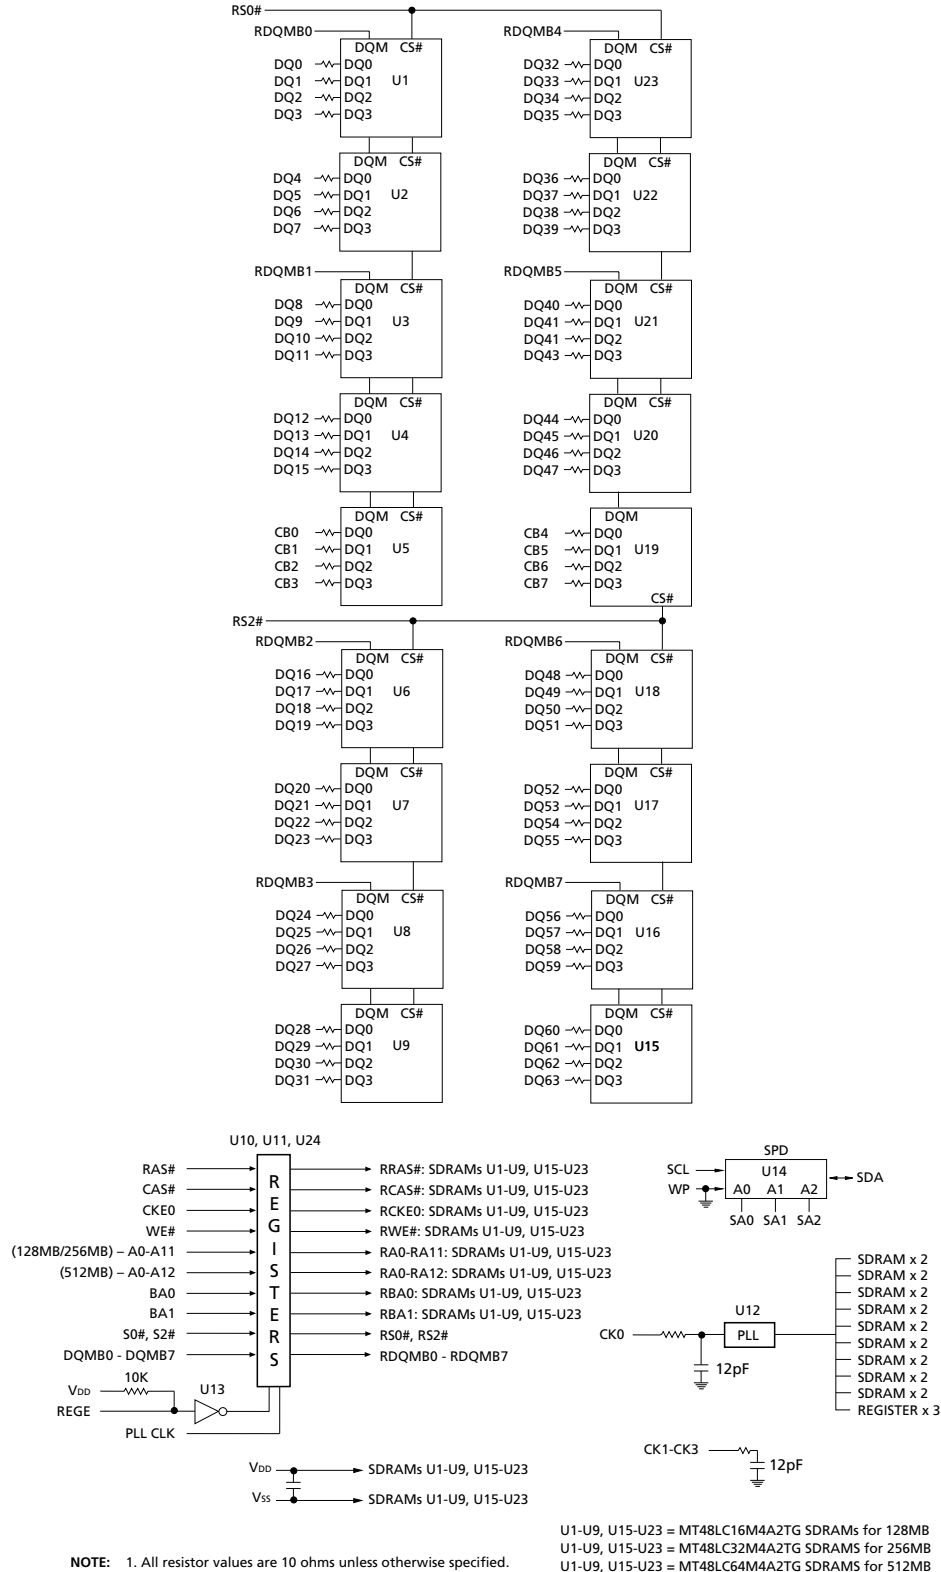 RS0#
RDQMB0
DQM CS#
DQ0 DQ0
DQ1 DQ1 U1
DQ2 DQ2
DQ3 DQ3
DQM CS#
DQ4 DQ0
DQ5 DQ1 U2
DQ6 DQ2
DQ7 DQ3
RDQMB1
DQM CS#
DQ8 DQ0
DQ9 DQ1 U3
DQ10 DQ2
DQ11 DQ3
DQM CS#
DQ12 DQ0
DQ13 DQ1 U4
DQ14 DQ2
DQ15 DQ3
DQM CS#
CB0 DQ0
CB1 DQ1 U5
CB2 DQ2
CB3 DQ3
RDQMB4
DQM CS#
DQ32 DQ0
DQ33 DQ1 U23
DQ34 DQ2
DQ35 DQ3
DQM CS#
DQ36 DQ0
DQ37 DQ1 U22
DQ38 DQ2
DQ39 DQ3
RDQMB5
DQM CS#
DQ40 DQ0
DQ41 DQ1 U21
DQ41 DQ2
DQ43 DQ3
DQM CS#
DQ44 DQ0
DQ45 DQ1 U20
DQ46 DQ2
DQ47 DQ3
DQM
CB4 DQ0
CB5 DQ1 U19
CB6 DQ2
CB7 DQ3
CS#
RS2#
RDQMB2
DQM CS#
DQ16 DQ0
DQ17 DQ1 U6
DQ18 DQ2
DQ19 DQ3
DQM CS#
DQ20 DQ0
DQ21 DQ1 U7
DQ22 DQ2
DQ23 DQ3
RDQMB3
DQM CS#
DQ24 DQ0
DQ25 DQ1 U8
DQ26 DQ2
DQ27 DQ3
DQM CS#
DQ28 DQ0
DQ29 DQ1 U9
DQ30 DQ2
DQ31 DQ3
RDQMB6
DQM CS#
DQ48 DQ0
DQ49 DQ1 U18
DQ50 DQ2
DQ51 DQ3
DQM CS#
DQ52 DQ0
DQ53 DQ1 U17
DQ54 DQ2
DQ55 DQ3
RDQMB7
DQM CS#
DQ56 DQ0
DQ57 DQ1 U16
DQ58 DQ2
DQ59 DQ3
DQM CS#
DQ60 DQ0
DQ61 DQ1 U15
DQ62 DQ2
DQ63 DQ3
U10, U11, U24
REGISTERS
RAS# RRAS#: SDRAMs U1-U9, U15-U23
CAS# RCAS#: SDRAMs U1-U9, U15-U23
CKE0 RCKE0: SDRAMs U1-U9, U15-U23
WE# RWE#: SDRAMs U1-U9, U15-U23
(128MB/256MB) – A0-A11 RA0-RA11: SDRAMs U1-U9, U15-U23
(512MB) – A0-A12 RA0-RA12: SDRAMs U1-U9, U15-U23
BA0 RBA0: SDRAMs U1-U9, U15-U23
BA1 RBA1: SDRAMs U1-U9, U15-U23
S0#, S2# RS0#, RS2#
DQMB0 - DQMB7 RDQMB0 - RDQMB7
10K
VDD
U13
REGE
PLL CLK
VDD SDRAMs U1-U9, U15-U23
Vss SDRAMs U1-U9, U15-U23
SPD
SCL U14
SDA
WP A0 A1 A2
SA0 SA1 SA2
SDRAM x 2
SDRAM x 2
SDRAM x 2
SDRAM x 2
SDRAM x 2
SDRAM x 2
SDRAM x 2
SDRAM x 2
SDRAM x 2
REGISTER x 3
U12
CK0 PLL
12pF
CK1-CK3
12pF
U1-U9, U15-U23 = MT48LC16M4A2TG SDRAMs for 128MB
U1-U9, U15-U23 = MT48LC32M4A2TG SDRAMS for 256MB
U1-U9, U15-U23 = MT48LC64M4A2TG SDRAMS for 512MB
NOTE: 1. All resistor values are 10 ohms unless otherwise specified.